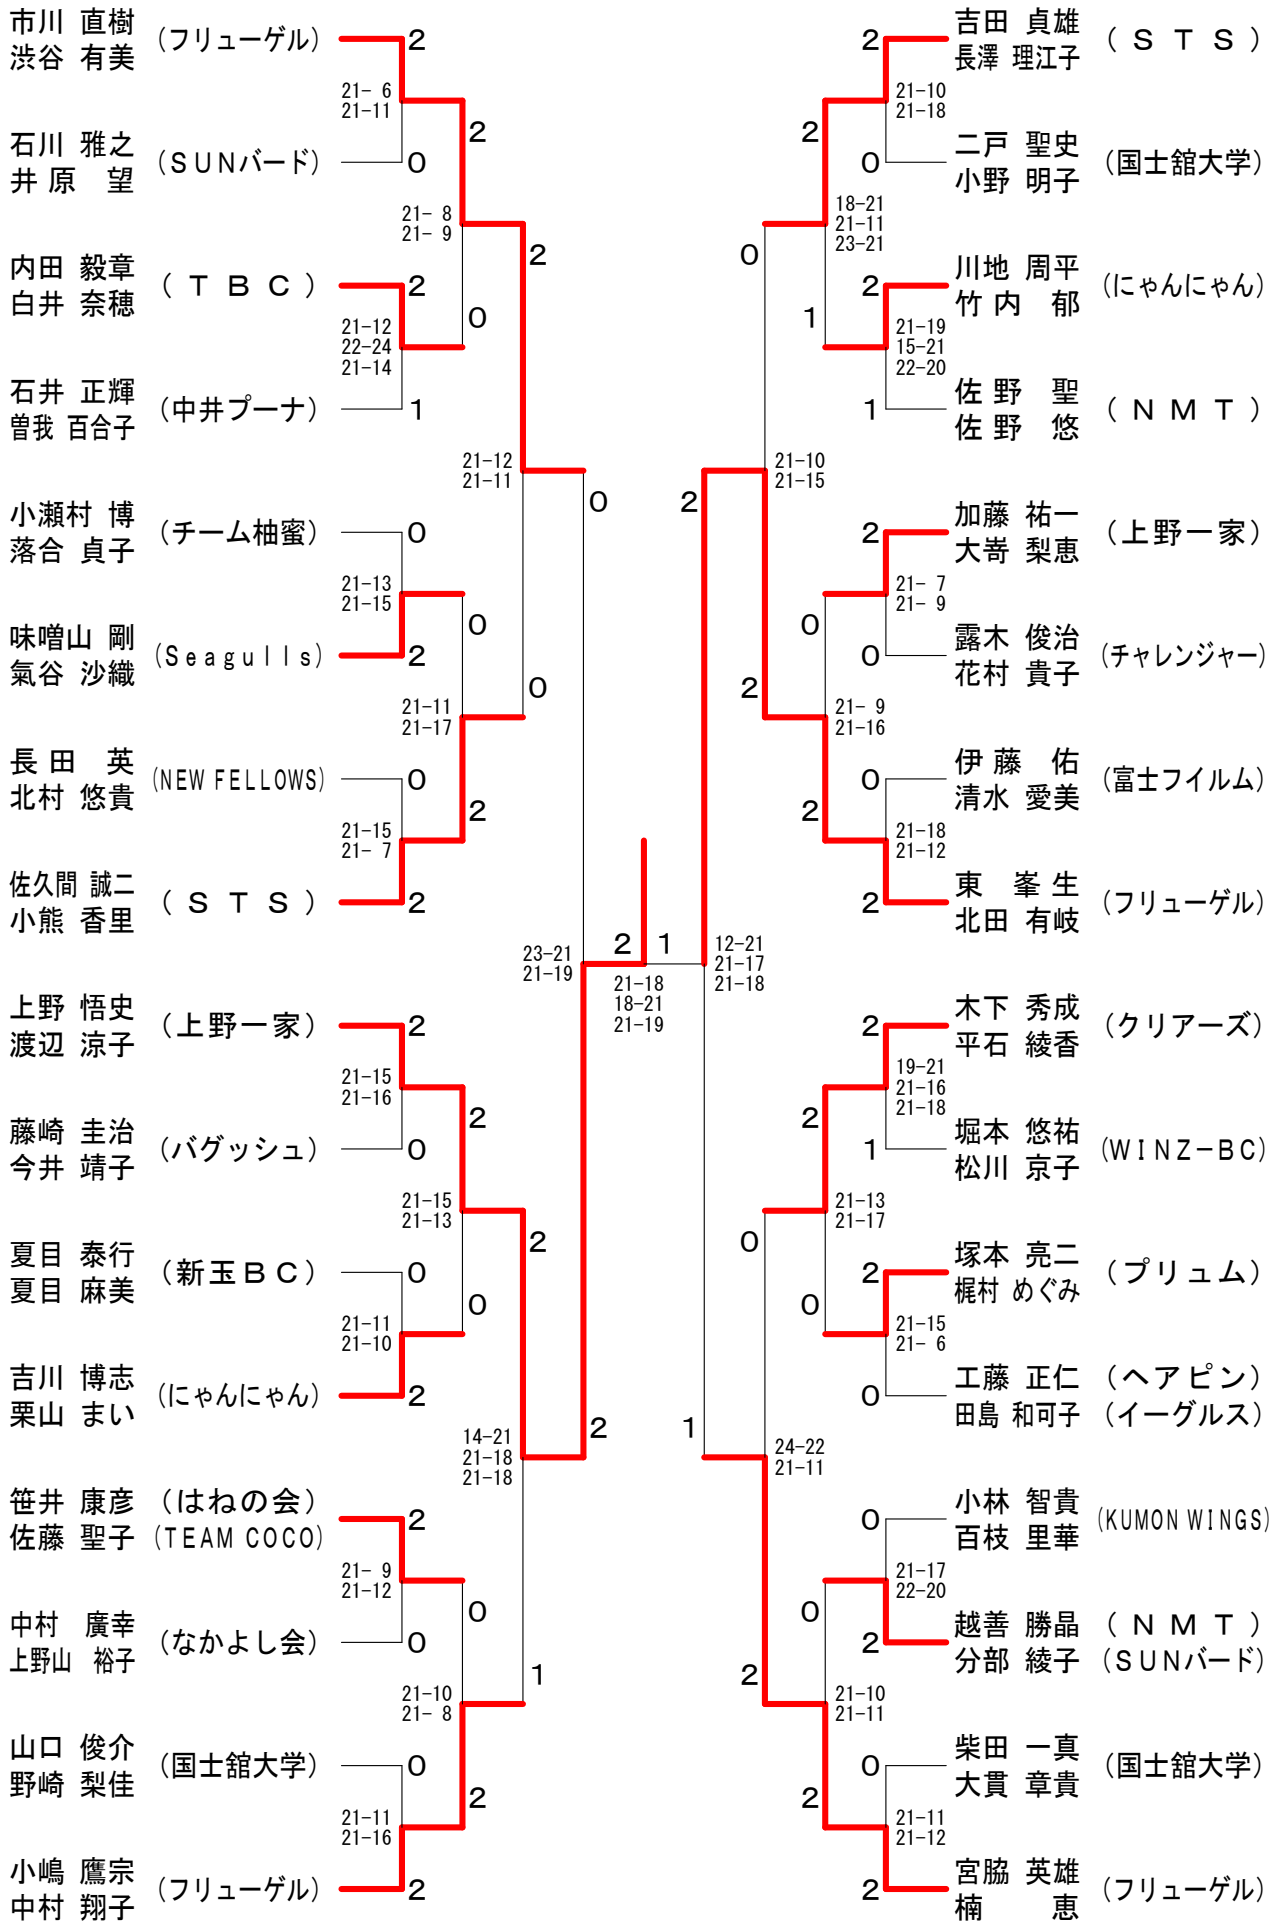 市川 直樹
渋谷 有美
(フリューゲル)
2
21- 6
21-11
石川 雅之
井原 望
(SUNバード)
0
2
21- 8
21- 9
内田 毅章
白井 奈穂
(TBC)
2
21-12
22-24
21-14
0
石井 正輝
曽我 百合子
(中井プーナ)
1
2
21-12
21-11
小瀬村 博
落合 貞子
(チーム柚蜜)
0
21-13
21-15
味噌山 剛
氣谷 沙織
(Seagulls)
2
0
21-11
21-17
長田 英
北村 悠貴
(NEW FELLOWS)
0
21-15
21- 7
2
佐久間 誠二
小熊 香里
(STS)
2
0
0
23-21
21-19
上野 悟史
渡辺 涼子
(上野一家)
2
21-15
21-16
藤崎 圭治
今井 靖子
(バグッシュ)
0
2
21-15
21-13
夏目 泰行
夏目 麻美
(新玉BC)
0
21-11
21-10
0
吉川 博志
栗山 まい
(にゃんにゃん)
2
2
14-21
21-18
21-18
2
笹井 康彦
佐藤 聖子
(はねの会)
(TEAM COCO)
2
21- 9
21-12
中村 廣幸
上野山 裕子
(なかよし会)
0
0
21-10
21- 8
1
山口 俊介
野崎 梨佳
(国士舘大学)
0
21-11
21-16
2
小嶋 鷹宗
中村 翔子
(フリューゲル)
2
2
1
21-18
18-21
21-19
2
吉田 貞雄
長澤 理江子
(STS)
21-10
21-18
2
0
二戸 聖史
小野 明子
(国士舘大学)
18-21
21-11
23-21
0
2
川地 周平
竹内 郁
(にゃんにゃん)
1
21-19
15-21
22-20
1
佐野 聖
佐野 悠
(NMT)
21-10
21-15
2
2
加藤 祐一
大嵜 梨恵
(上野一家)
21- 7
21- 9
0
0
露木 俊治
花村 貴子
(チャレンジャー)
2
21- 9
21-16
0
伊藤 佑
清水 愛美
(富士フイルム)
2
21-18
21-12
2
東 峯生
北田 有岐
(フリューゲル)
12-21
21-17
21-18
2
木下 秀成
平石 綾香
(クリアーズ)
19-21
21-16
21-18
2
1
堀本 悠祐
松川 京子
(WINZ−BC)
21-13
21-17
0
2
塚本 亮二
梶村 めぐみ
(プリュム)
0
21-15
21- 6
0
工藤 正仁
田島 和可子
(ヘアピン)
(イーグルス)
1
24-22
21-11
0
小林 智貴
百枝 里華
(KUMON WINGS)
21-17
22-20
0
2
越善 勝晶
分部 綾子
(NMT)
(SUNバード)
2
21-10
21-11
0
柴田 一真
大貫 章貴
(国士舘大学)
2
21-11
21-12
2
宮脇 英雄
楠 恵
(フリューゲル)